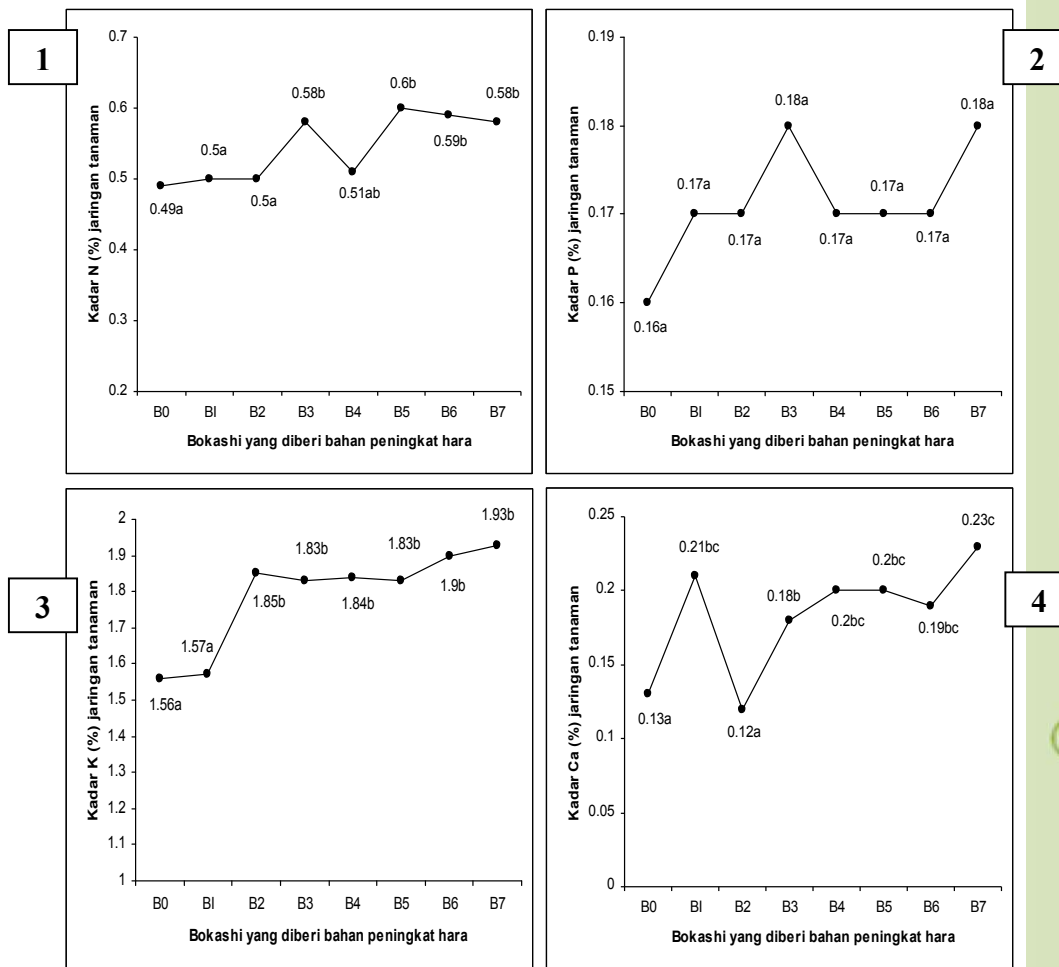 1
Kadar N (%) jaringan tanaman
0.7
0.6
0.5
0.4
0.3
0.2
0.49a
0.5a
0.5a
0.58b
0.51ab
0.6b
0.59b
0.58b
B0 BI B2 B3 B4 B5 B6 B7
Bokashi yang diberi bahan peningkat hara
2
Kadar P (%) jaringan tanaman
0.19
0.18
0.17
0.16
0.15
0.16a
0.17a
0.17a
0.18a
0.17a
0.17a
0.17a
0.18a
B0 BI B2 B3 B4 B5 B6 B7
Bokashi yang diberi bahan peningkat hara
3
Kadar K (%) jaringan tanaman
2
1.9
1.8
1.7
1.6
1.5
1.4
1.3
1.2
1.1
1
1.56a
1.57a
1.85b
1.83b
1.84b
1.83b
1.9b
1.93b
B0 BI B2 B3 B4 B5 B6 B7
Bokashi yang diberi bahan peningkat hara
4
Kadar Ca (%) jaringan tanaman
0.25
0.2
0.15
0.1
0.05
0
0.13a
0.21bc
0.12a
0.18b
0.2bc
0.2bc
0.19bc
0.23c
B0 BI B2 B3 B4 B5 B6 B7
Bokashi yang diberi bahan peningkat hara